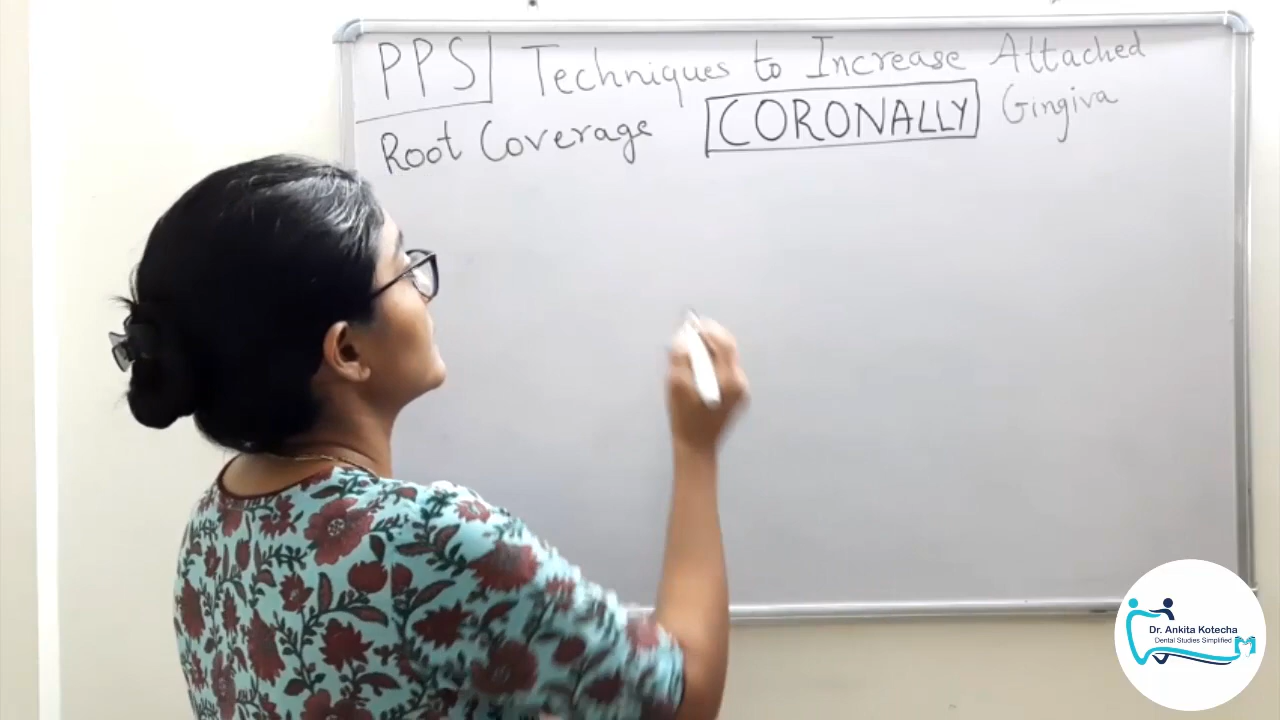 PPS Techniques to Increase Attached
Root Coverage CORONALLY Gingiva
Dr. Ankita Kotecha
Dental Studies Simplified